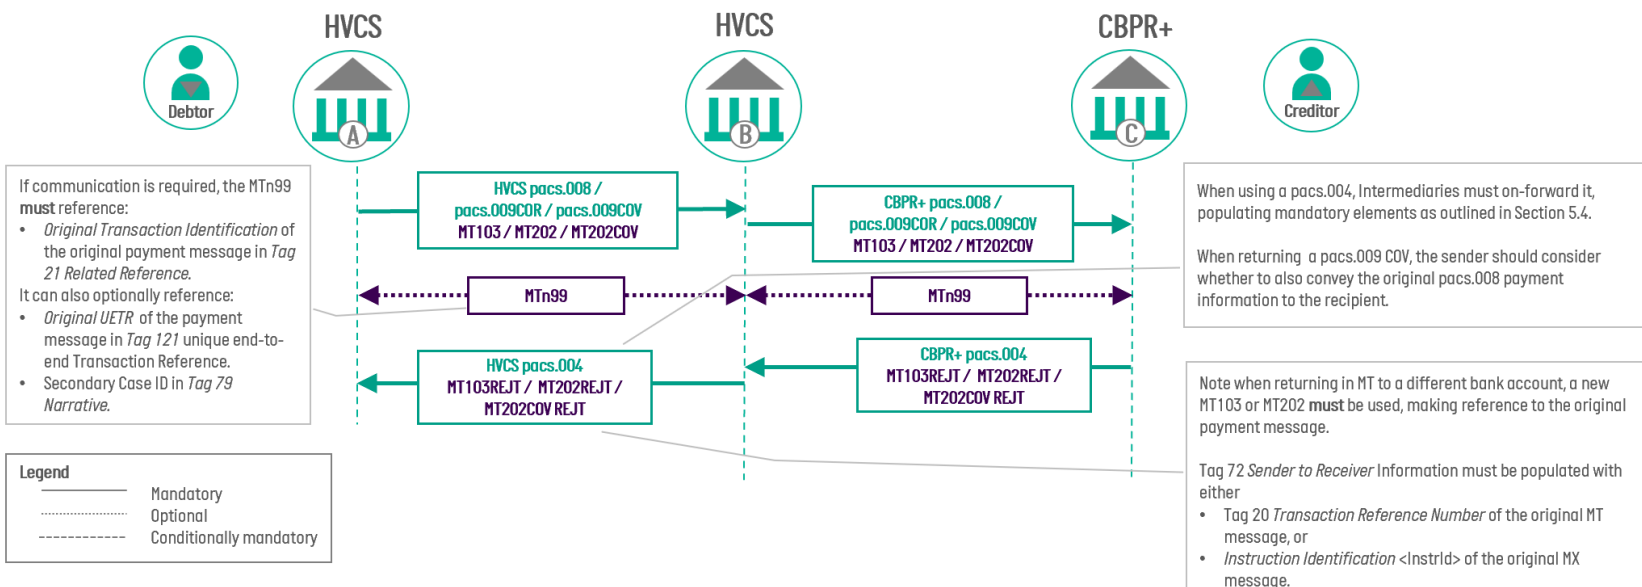 HVCS
HVCS
CBPR+
Debtor
A
B
C
Creditor
If communication is required, the MTn99
must reference:
• Original Transaction Identification of
the original payment message in Tag
21 Related Reference.
It can also optionally reference:
• Original UETR of the payment
message in Tag 121 unique end-to-
end Transaction Reference.
• Secondary Case ID in Tag 79
Narrative.
HVCS pacs.008 /
pacs.009COR / pacs.009COV
MT103 / MT202 / MT202COV
CBPR+ pacs.008 /
pacs.009COR / pacs.009COV
MT103 / MT202 / MT202COV
MTn99
MTn99
HVCS pacs.004
MT103REJT / MT202REJT /
MT202COV REJT
CBPR+ pacs.004
MT103REJT / MT202REJT /
MT202COV REJT
When using a pacs.004, Intermediaries must on-forward it,
populating mandatory elements as outlined in Section 5.4.
When returning a pacs.009 COV, the sender should consider
whether to also convey the original pacs.008 payment
information to the recipient.
Note when returning in MT to a different bank account, a new
MT103 or MT202 must be used, making reference to the original
payment message.
Tag 72 Sender to Receiver Information must be populated with
either
• Tag 20 Transaction Reference Number of the original MT
message, or
• Instruction Identification <InstrId> of the original MX
message.
Legend
Mandatory
Optional
Conditionally mandatory